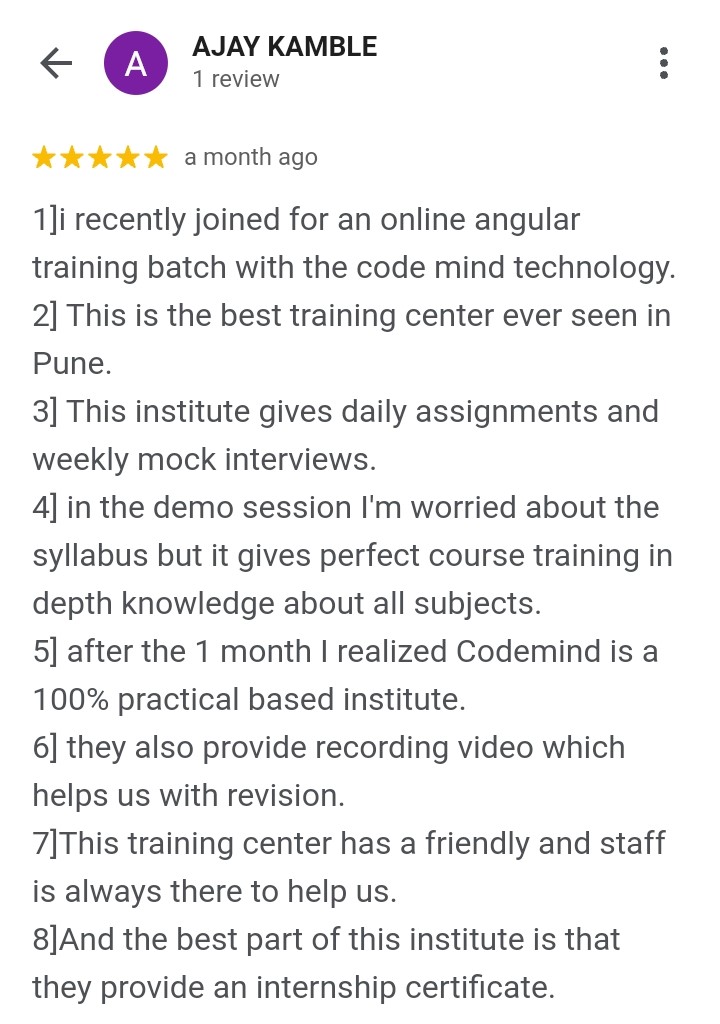 AJAY KAMBLE
A
1 review
a month ago
1]i recently joined for an online angular
training batch with the code mind technology.
2] This is the best training center ever seen in
Pune.
3] This institute gives daily assignments and
weekly mock interviews.
4] in the demo session I'm worried about the
syllabus but it gives perfect course training in
depth knowledge about all subjects.
5] after the 1 month I realized Codemind is a
100% practical based institute.
6] they also provide recording video which
helps us with revision.
7]This training center has a friendly and staff
is always there to help us.
8]And the best part of this institute is that
they provide an internship certificate.